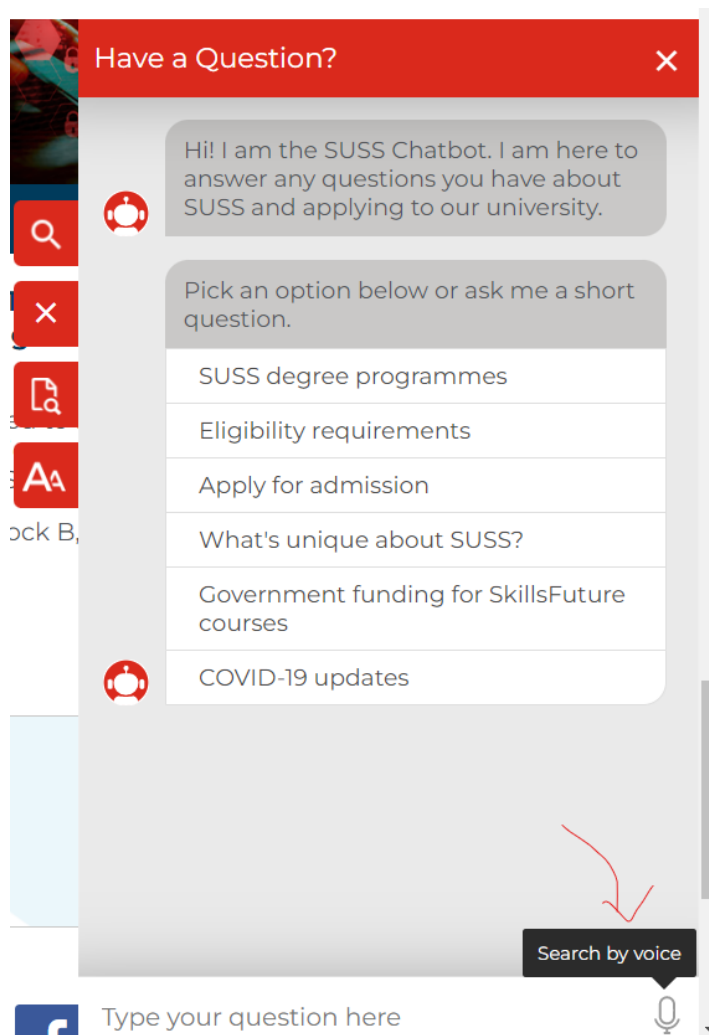 Have a Question?
Hi! I am the SUSS Chatbot. I am here to
answer any questions you have about
SUSS and applying to our university.
Pick an option below or ask me a short
question.
SUSS degree programmes
Eligibility requirements
Apply for admission
ock B,
What's unique about SUSS?
Government funding for SkillsFuture
courses
COVID-19 updates
Search by voice
Type your question here